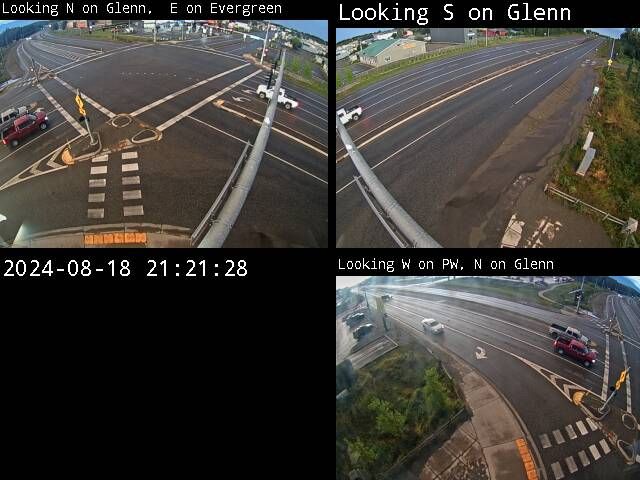 Looking N on Glenn, E on Evergreen
Looking S on Glenn
2024-08-18 21:21:28
Looking W on PW, N on Glenn